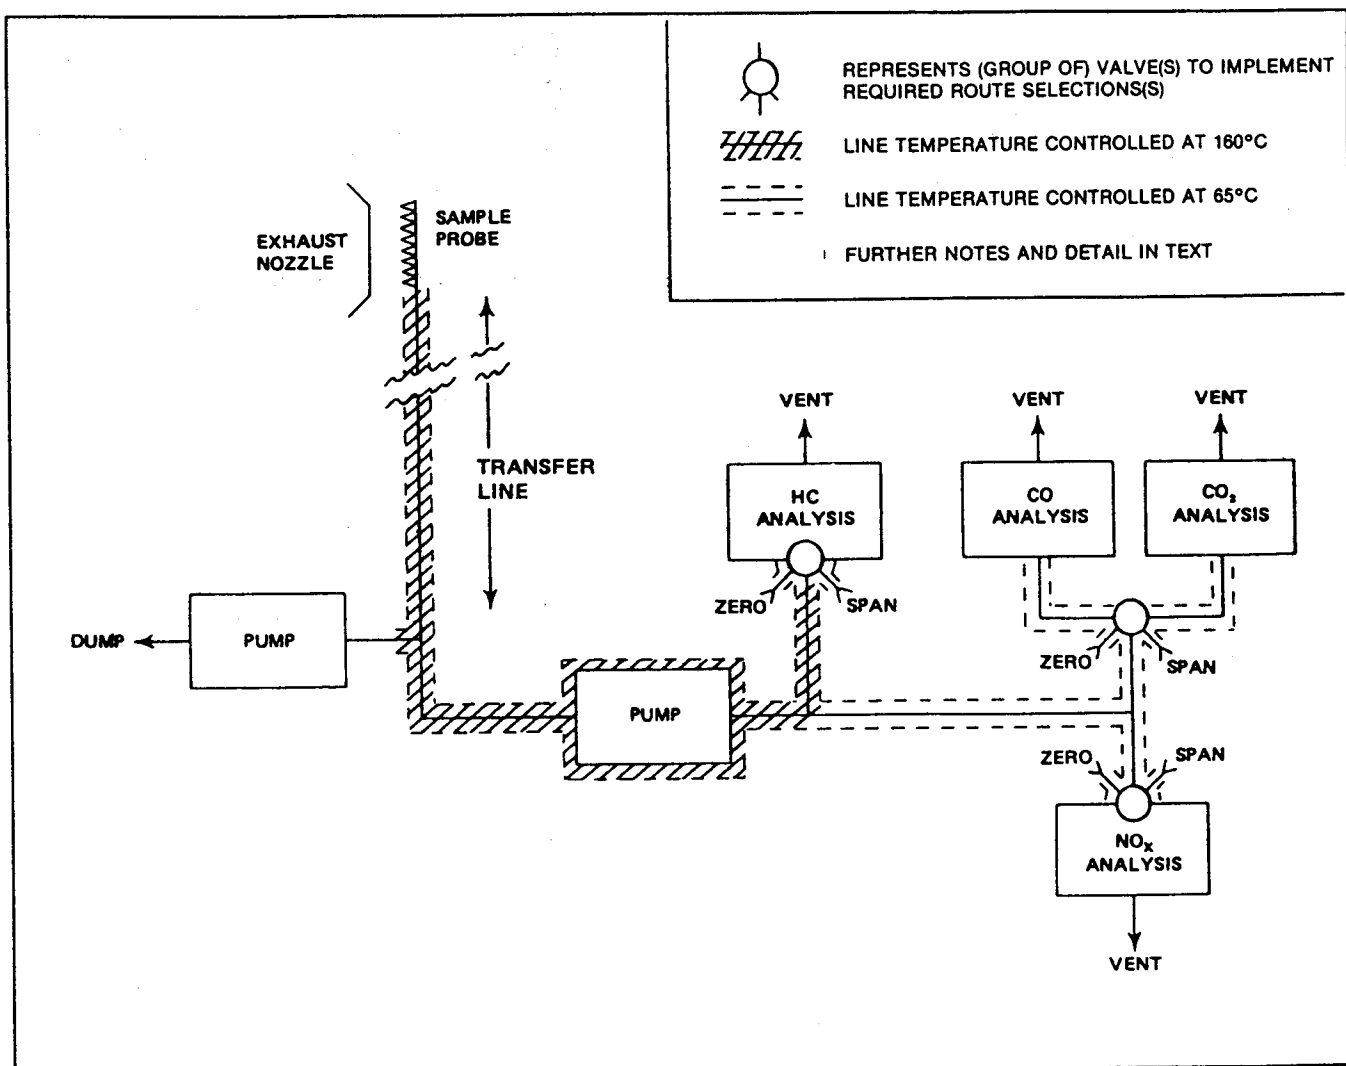 REPRESENTS (GROUP OF) VALVE(S) TO IMPLEMENT
REQUIRED ROUTE SELECTIONS(S)
LINE TEMPERATURE CONTROLLED AT 160°C
LINE TEMPERATURE CONTROLLED AT 65°C
FURTHER NOTES AND DETAIL IN TEXT
EXHAUST
NOZZLE
SAMPLE
PROBE
TRANSFER
LINE
VENT
VENT
VENT
HC
ANALYSIS
CO
ANALYSIS
CO₂
ANALYSIS
ZERO
SPAN
ZERO
SPAN
DUMP
PUMP
PUMP
ZERO
SPAN
NOₓ
ANALYSIS
VENT